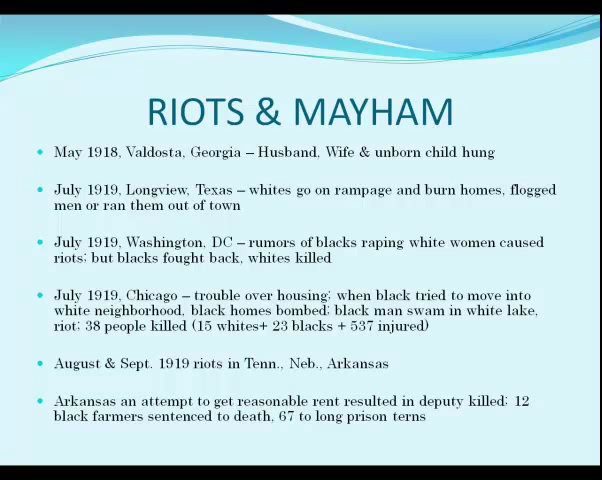 RIOTS & MAYHAM
• May 1918, Valdosta, Georgia – Husband, Wife & unborn child hung
• July 1919, Longview, Texas – whites go on rampage and burn homes, flogged
men or ran them out of town
• July 1919, Washington, DC – rumors of blacks raping white women caused
riots; but blacks fought back, whites killed
• July 1919, Chicago – trouble over housing; when black tried to move into
white neighborhood, black homes bombed; black man swam in white lake,
riot; 38 people killed (15 whites+ 23 blacks + 537 injured)
• August & Sept. 1919 riots in Tenn., Neb., Arkansas
• Arkansas an attempt to get reasonable rent resulted in deputy killed; 12
black farmers sentenced to death, 67 to long prison terns